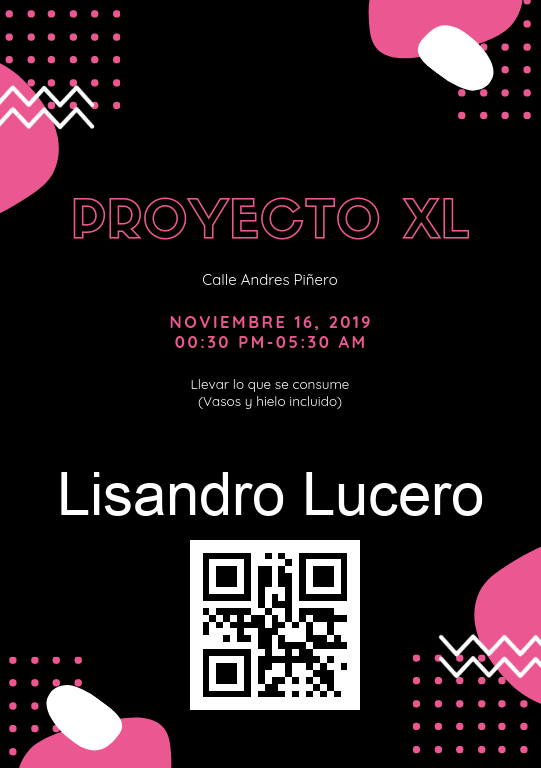 PROYECTO XL
Calle Andres Piñero
NOVIEMBRE 16, 2019
00:30 PM-05:30 AM
Llevar lo que se consume
(Vasos y hielo incluido)
Lisandro Lucero